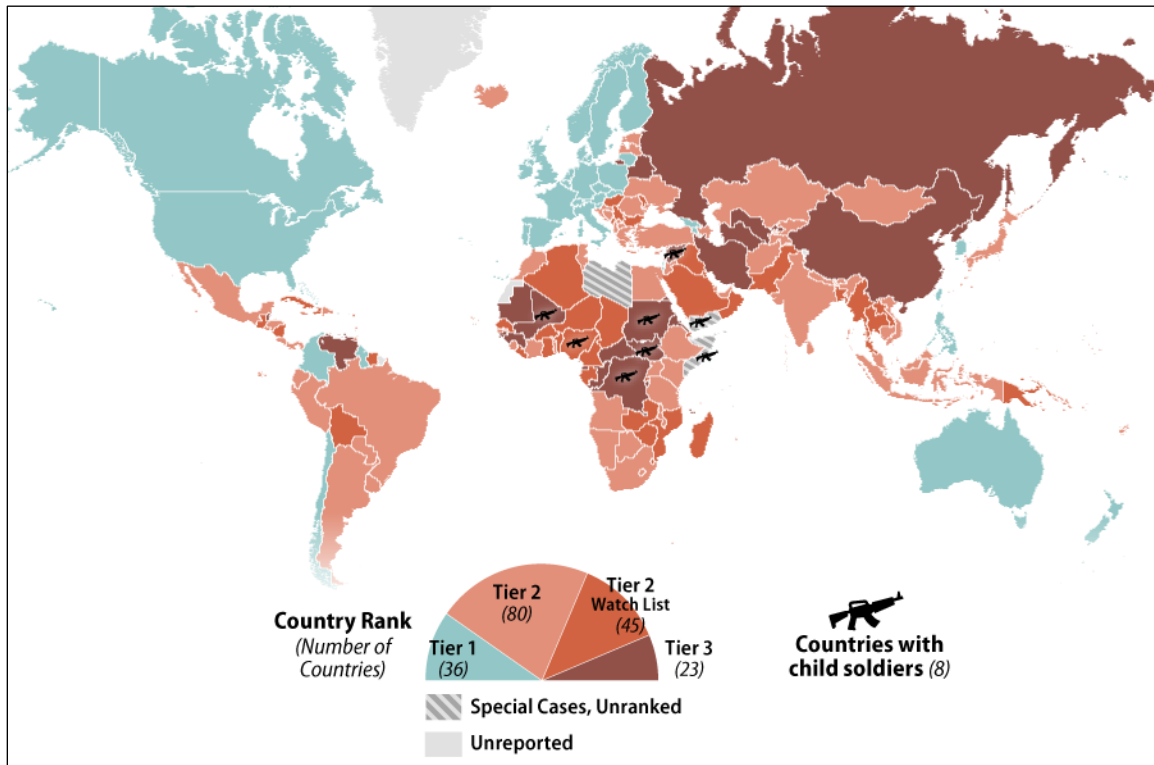 Country Rank
(Number of
Countries)
Tier 1
(36)
Tier 2
(80)
Tier 2
Watch List
(45)
Tier 3
(23)
Special Cases, Unranked
Unreported
Countries with
child soldiers (8)